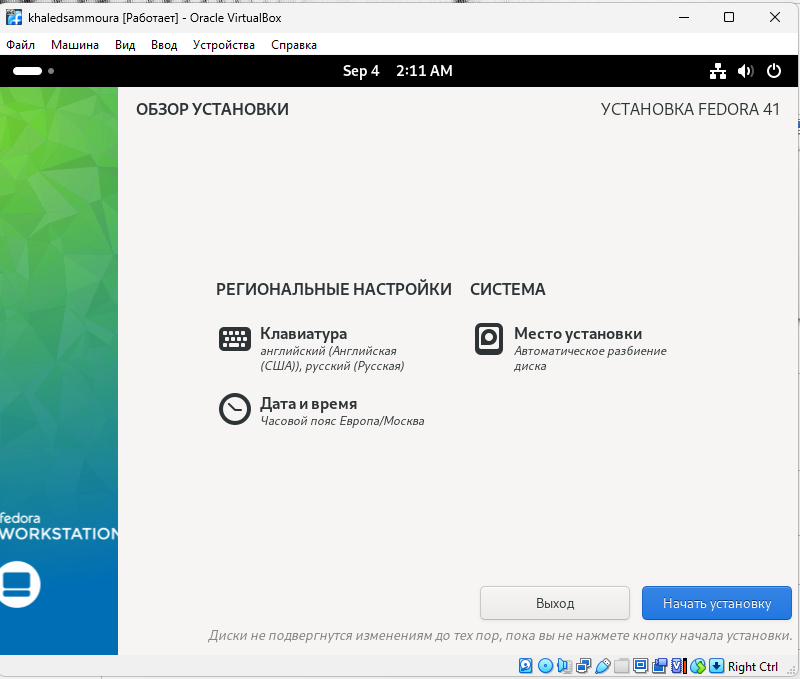 khaledsammoura [Работает] - Oracle VirtualBox
Файл Машина Вид Ввод Устройства Справка
Sep 4 2:11 AM
ОБЗОР УСТАНОВКИ
УСТАНОВКА FEDORA 41
РЕГИОНАЛЬНЫЕ НАСТРОЙКИ
Клавиатура
английский (Английская
(США)), русский (Русская)
Дата и время
Часовой пояс Европа/Москва
СИСТЕМА
Место установки
Автоматическое разбиение
диска
fedora
WORKSTATION
Выход
Начать установку
Диски не подвергнутся изменениям до тех пор, пока вы не нажмете кнопку начала установки.
Right Ctrl